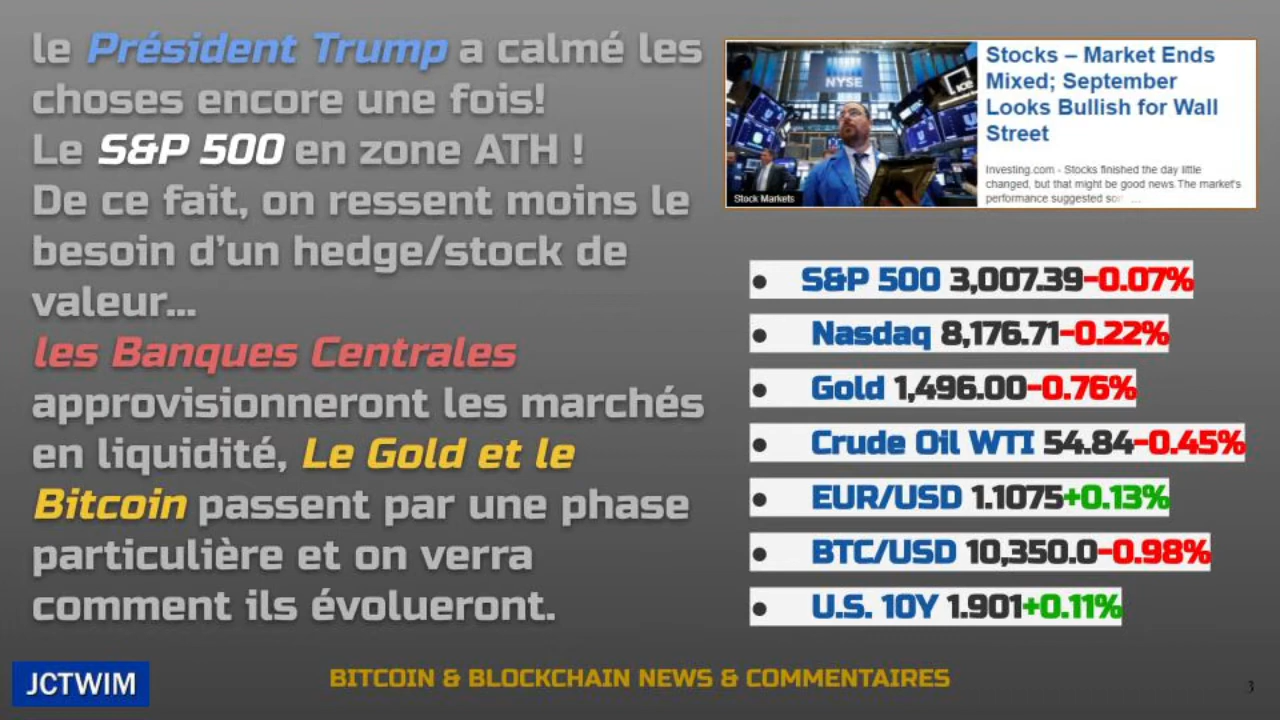 le Président Trump a calmé les
choses encore une fois!
Le S&P 500 en zone ATH !
De ce fait, on ressent moins le
besoin d'un hedge/stock de
valeur...
les Banques Centrales
approvisionneront les marchés
en liquidité, Le Gold et le
Bitcoin passent par une phase
particulière et on verra
comment ils évolueront.
NYSE
Stock Markets
Stocks – Market Ends
Mixed; September
Looks Bullish for Wall
Street
Investing.com - Stocks finished the day little
changed, but that might be good news. The market's
performance suggested ...
• S&P 500 3,007.39-0.07%
• Nasdaq 8,176.71-0.22%
• Gold 1,496.00-0.76%
• Crude Oil WTI 54.84-0.45%
• EUR/USD 1.1075+0.13%
• BTC/USD 10,350.0-0.98%
• U.S. 10Y 1.901+0.11%
JCTWIM
BITCOIN & BLOCKCHAIN NEWS & COMMENTAIRES
3